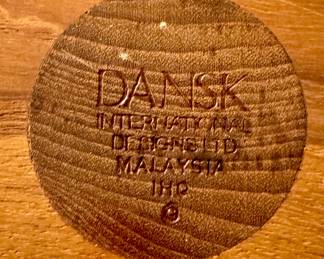 DANSK
INTERNATIONAL
DESIGNS LTD
MALAYSIA
IHQ
©